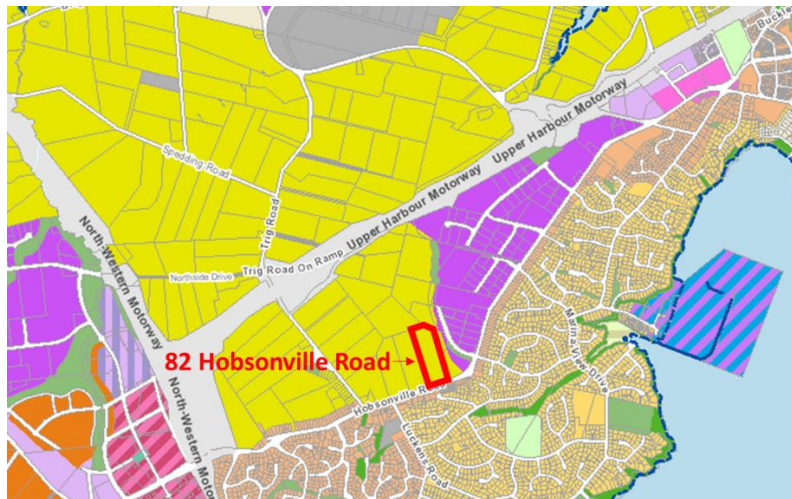 Buckle
Upper Harbour Motorway
Spedding Road
Trig Road
Upper Harbour Motorway
North-Western Motorway
Northside Drive
Trig Road On Ramp
Marina View Drive
82 Hobsonville Road
Hobsonville Road
North-Western Motor
Luckens Road